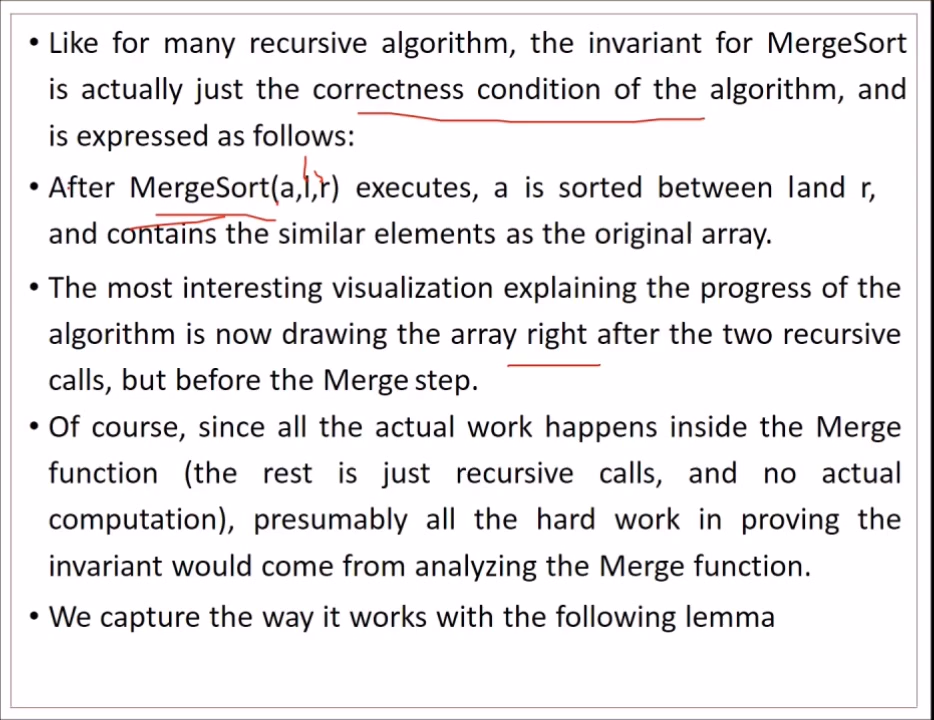 • Like for many recursive algorithm, the invariant for MergeSort
is actually just the correctness condition of the algorithm, and
is expressed as follows:
• After MergeSort(a,l,r) executes, a is sorted between land r,
and contains the similar elements as the original array.
• The most interesting visualization explaining the progress of the
algorithm is now drawing the array right after the two recursive
calls, but before the Merge step.
• Of course, since all the actual work happens inside the Merge
function (the rest is just recursive calls, and no actual
computation), presumably all the hard work in proving the
invariant would come from analyzing the Merge function.
• We capture the way it works with the following lemma